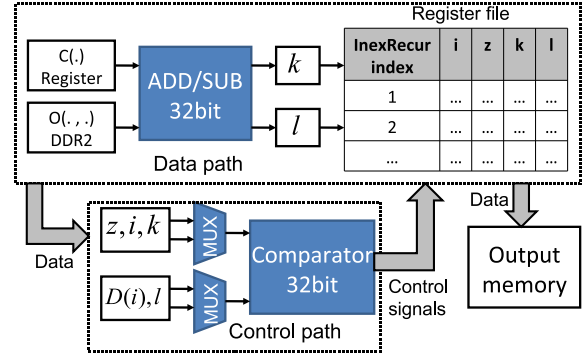 Register file
C(.)
Register
O(. , .)
DDR2
ADD/SUB
32bit
k
l
Data path
InexRecur index i z k l
1 ... ... ... ...
2 ... ... ... ...
... ... ... ... ...
Data
z, i, k
D(i), l
MUX
MUX
Comparator
32bit
Control path
Control
signals
Data
Output
memory